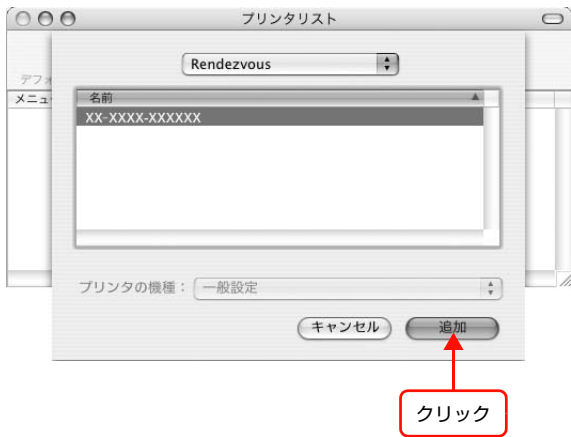 プリンタリスト
Rendezvous
デフォ
メニュー
名前
XX-XXXX-XXXXXX
プリンタの機種：
一般設定
キャンセル
追加
クリック